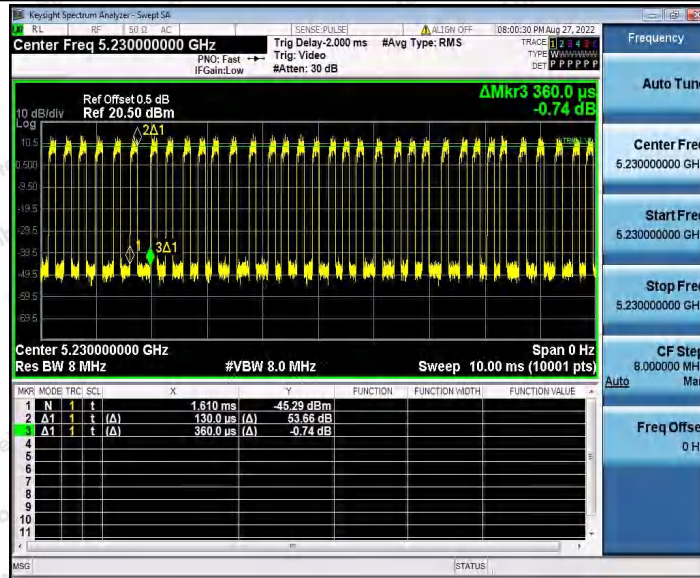 Keysight Spectrum Analyzer - Swept SA
RL RF 50 Ω AC SENSE:PULSE ALIGN OFF 08:00:30 PM Aug 27, 2022
Center Freq 5.230000000 GHz
PNO: Fast
IFGain:Low
Trig Delay-2.000 ms
Trig: Video
#Atten: 30 dB
#Avg Type: RMS
TRACE 1 2 3 4 5 6
TYPE
DET P P P P P P
ΔMkr3 360.0 µs
-0.74 dB
10 dB/div
Log
Ref Offset 0.5 dB
Ref 20.50 dBm
10.5
0.500
-9.50
-19.5
-29.5
-39.5
-49.5
-59.5
-69.5
2Δ1
1
3Δ1
Center 5.230000000 GHz Span 0 Hz
Res BW 8 MHz #VBW 8.0 MHz Sweep 10.00 ms (10001 pts)
MKR MODE TRC SCL X Y FUNCTION FUNCTION WIDTH FUNCTION VALUE
1 N 1 t 1.610 ms -45.29 dBm
2 Δ1 1 t (Δ) 130.0 µs (Δ) 53.66 dB
3 Δ1 1 t (Δ) 360.0 µs (Δ) -0.74 dB
4
5
6
7
8
9
10
11
MSG STATUS
Frequency
Auto Tun
Center Fre
5.230000000 GH
Start Fre
5.230000000 GH
Stop Fre
5.230000000 GH
CF Step
8.000000 MH
Auto Ma
Freq Offse
0 H